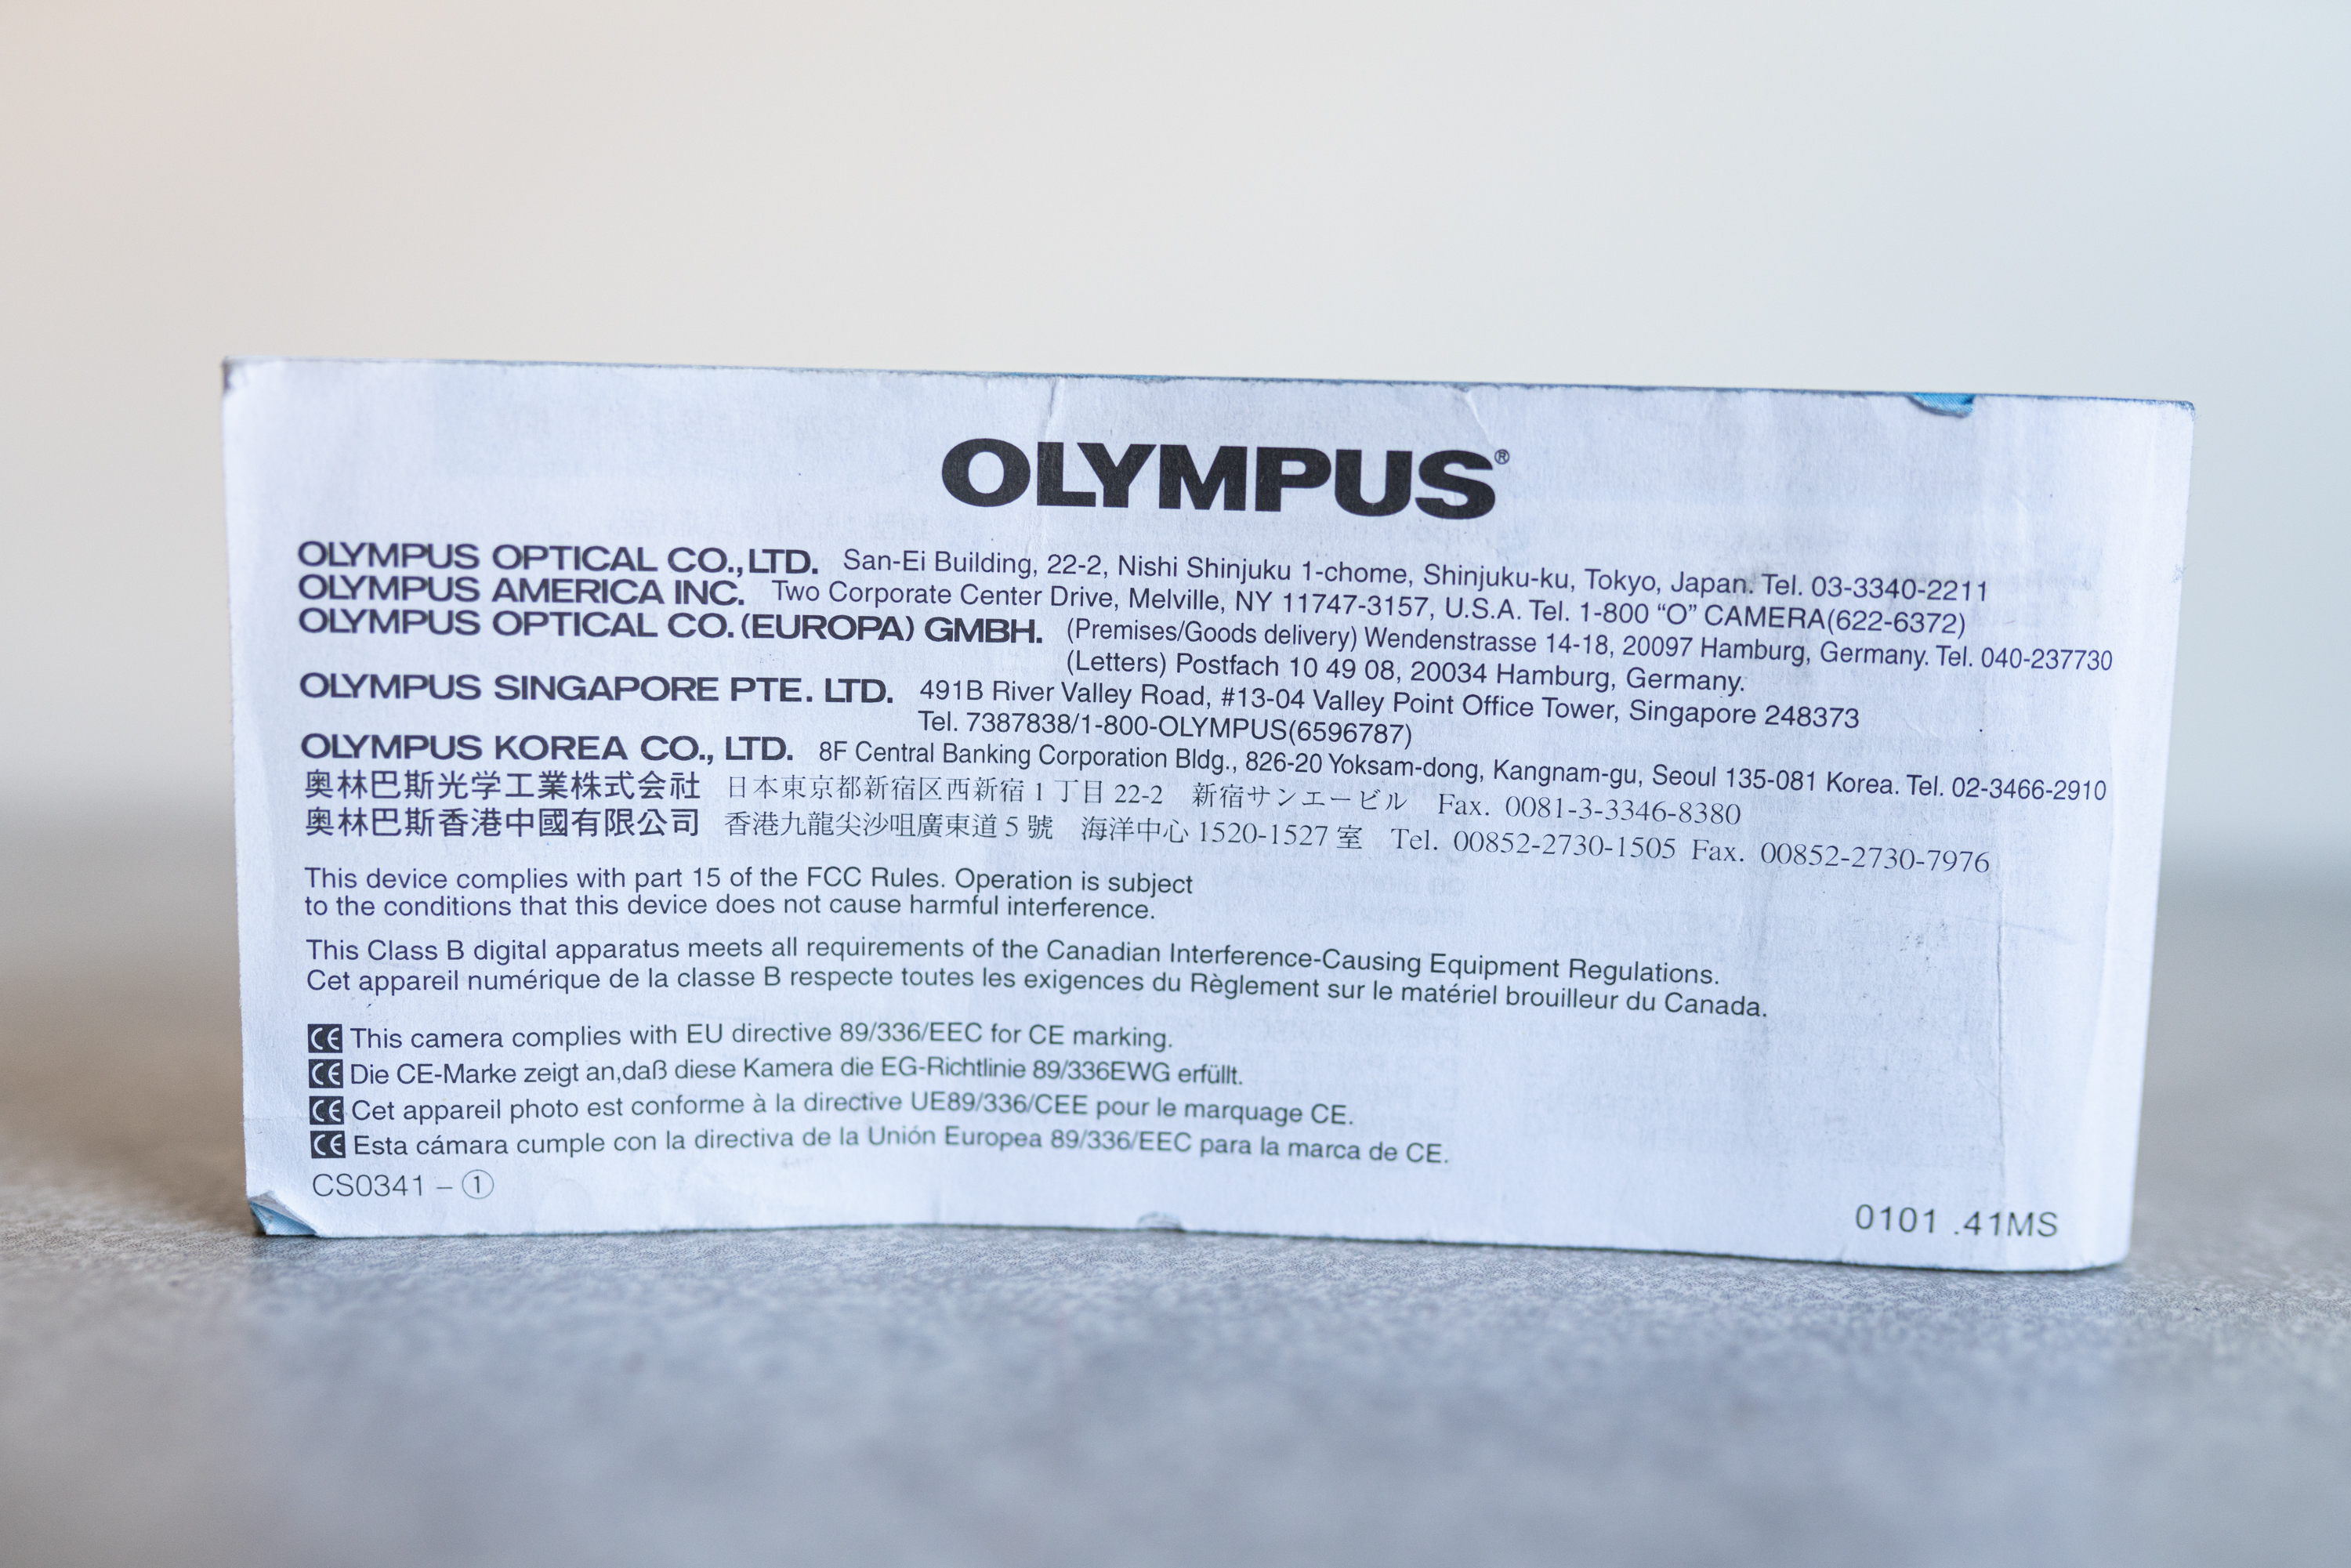 OLYMPUS®
OLYMPUS OPTICAL CO.,LTD. San-Ei Building, 22-2, Nishi Shinjuku 1-chome, Shinjuku-ku, Tokyo, Japan. Tel. 03-3340-2211
OLYMPUS AMERICA INC. Two Corporate Center Drive, Melville, NY 11747-3157, U.S.A. Tel. 1-800 “O” CAMERA(622-6372)
OLYMPUS OPTICAL CO.(EUROPA) GMBH. (Premises/Goods delivery) Wendenstrasse 14-18, 20097 Hamburg, Germany. Tel. 040-237730
(Letters) Postfach 10 49 08, 20034 Hamburg, Germany.
OLYMPUS SINGAPORE PTE. LTD. 491B River Valley Road, #13-04 Valley Point Office Tower, Singapore 248373
Tel. 7387838/1-800-OLYMPUS(6596787)
OLYMPUS KOREA CO., LTD. 8F Central Banking Corporation Bldg., 826-20 Yoksam-dong, Kangnam-gu, Seoul 135-081 Korea. Tel. 02-3466-2910
奥林巴斯光学工業株式会社 日本東京都新宿区西新宿 1 丁目 22-2 新宿サンエービル Fax. 0081-3-3346-8380
奥林巴斯香港中國有限公司 香港九龍尖沙咀廣東道 5 號 海洋中心 1520-1527 室 Tel. 00852-2730-1505 Fax. 00852-2730-7976
This device complies with part 15 of the FCC Rules. Operation is subject
to the conditions that this device does not cause harmful interference.
This Class B digital apparatus meets all requirements of the Canadian Interference-Causing Equipment Regulations.
Cet appareil numérique de la classe B respecte toutes les exigences du Règlement sur le matériel brouilleur du Canada.
CE This camera complies with EU directive 89/336/EEC for CE marking.
CE Die CE-Marke zeigt an,daß diese Kamera die EG-Richtlinie 89/336EWG erfüllt.
CE Cet appareil photo est conforme à la directive UE89/336/CEE pour le marquage CE.
CE Esta cámara cumple con la directiva de la Unión Europea 89/336/EEC para la marca de CE.
CS0341 – ①
0101 .41MS